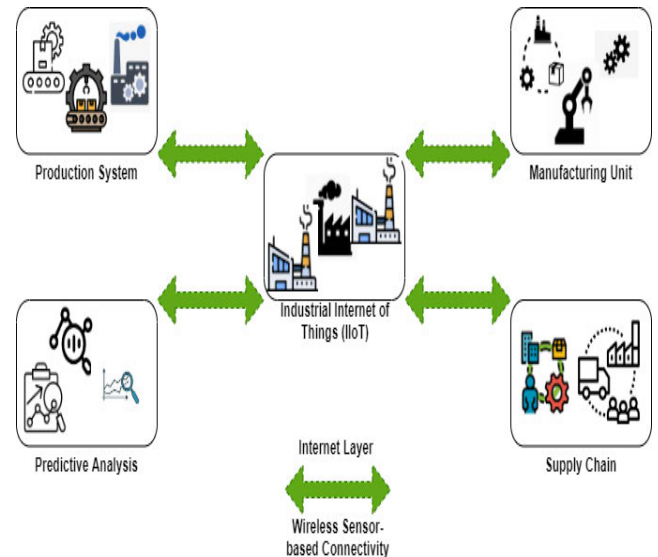 Production System
Manufacturing Unit
Industrial Internet of
Things (IIoT)
Predictive Analysis
Supply Chain
Internet Layer
Wireless Sensor-
based Connectivity